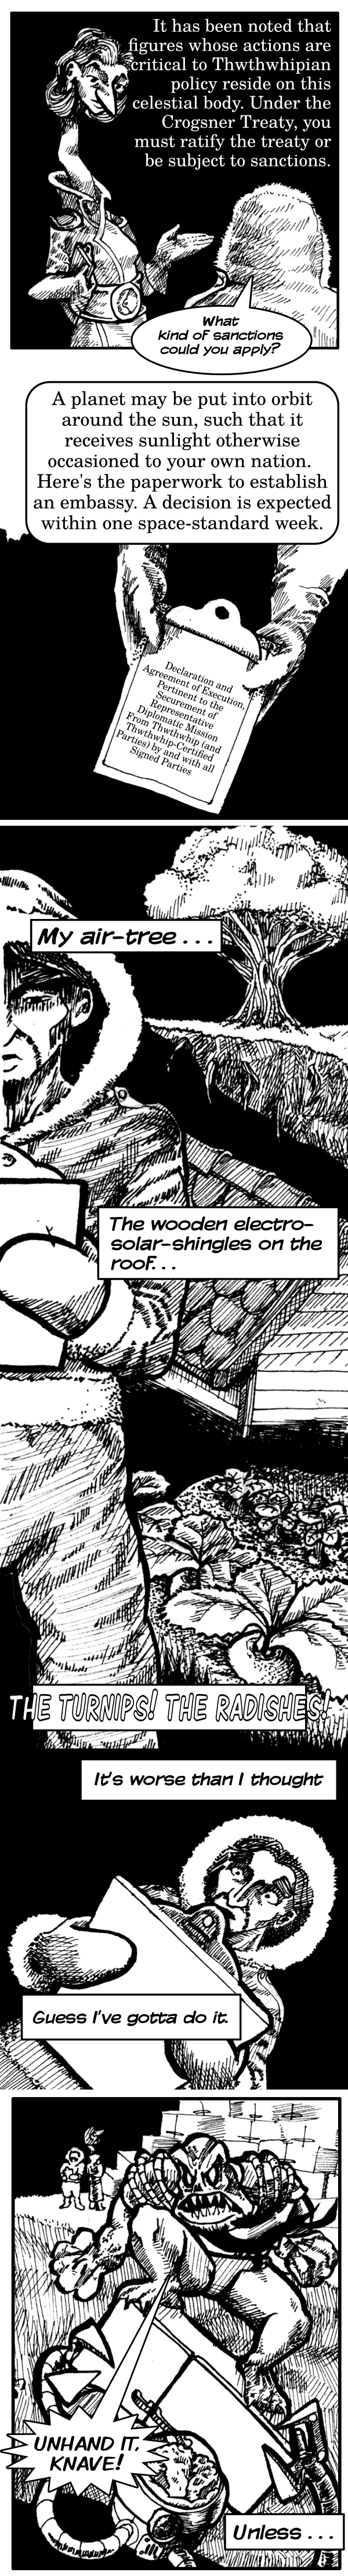 It has been noted that
figures whose actions are
critical to Thwthwhipian
policy reside on this
celestial body. Under the
Crogsner Treaty, you
must ratify the treaty or
be subject to sanctions.
What
kind of sanctions
could you apply?
A planet may be put into orbit
around the sun, such that it
receives sunlight otherwise
occasioned to your own nation.
Here's the paperwork to establish
an embassy. A decision is expected
within one space-standard week.
Declaration and
Agreement of Execution,
Pertinent to the
Securement of
Representative
Diplomatic Mission
From Thwthwhip (and
Thwthwhip-Certified
Parties) by and with all
Signed Parties
My air-tree . . .
The wooden electro-
solar-shingles on the
roof. . .
THE TURNIPS! THE RADISHES!
It's worse than I thought
Guess I've gotta do it.
UNHAND IT,
KNAVE!
Unless . . .